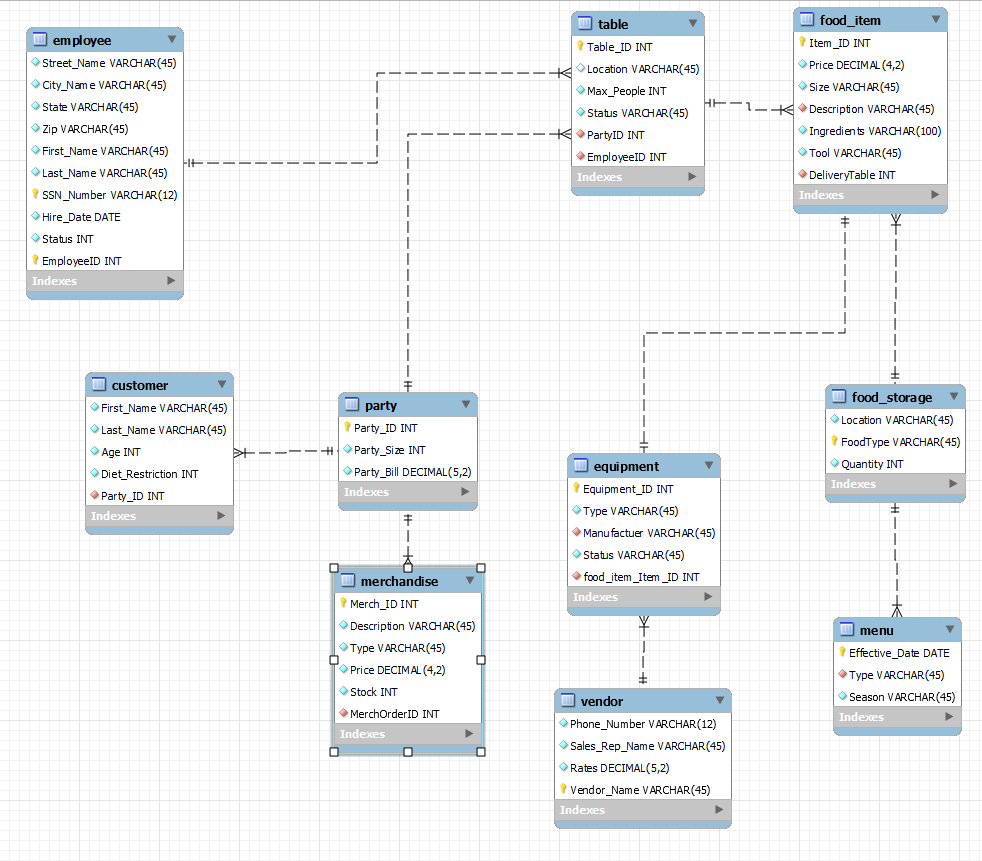 employee
Street_Name VARCHAR(45)
City_Name VARCHAR(45)
State VARCHAR(45)
Zip VARCHAR(45)
First_Name VARCHAR(45)
Last_Name VARCHAR(45)
SSN_Number VARCHAR(12)
Hire_Date DATE
Status INT
EmployeeID INT
Indexes
table
Table_ID INT
Location VARCHAR(45)
Max_People INT
Status VARCHAR(45)
PartyID INT
EmployeeID INT
Indexes
food_item
Item_ID INT
Price DECIMAL(4,2)
Size VARCHAR(45)
Description VARCHAR(45)
Ingredients VARCHAR(100)
Tool VARCHAR(45)
DeliveryTable INT
Indexes
customer
First_Name VARCHAR(45)
Last_Name VARCHAR(45)
Age INT
Diet_Restriction INT
Party_ID INT
Indexes
party
Party_ID INT
Party_Size INT
Party_Bill DECIMAL(5,2)
Indexes
equipment
Equipment_ID INT
Type VARCHAR(45)
Manufactuer VARCHAR(45)
Status VARCHAR(45)
food_item_Item_ID INT
Indexes
food_storage
Location VARCHAR(45)
FoodType VARCHAR(45)
Quantity INT
Indexes
merchandise
Merch_ID INT
Description VARCHAR(45)
Type VARCHAR(45)
Price DECIMAL(4,2)
Stock INT
MerchOrderID INT
Indexes
vendor
Phone_Number VARCHAR(12)
Sales_Rep_Name VARCHAR(45)
Rates DECIMAL(5,2)
Vendor_Name VARCHAR(45)
Indexes
menu
Effective_Date DATE
Type VARCHAR(45)
Season VARCHAR(45)
Indexes